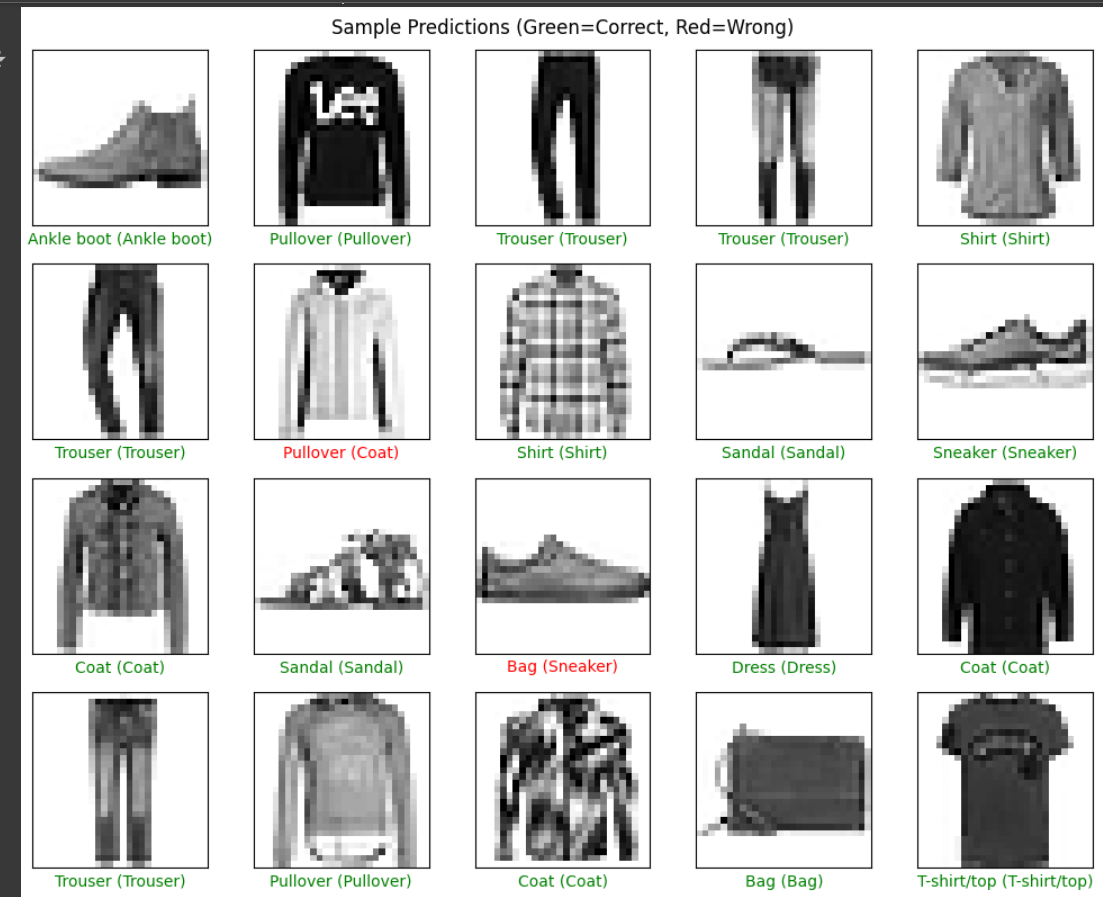 Sample Predictions (Green=Correct, Red=Wrong)
Lee
Ankle boot (Ankle boot)
Pullover (Pullover)
Trouser (Trouser)
Trouser (Trouser)
Shirt (Shirt)
Trouser (Trouser)
Pullover (Coat)
Shirt (Shirt)
Sandal (Sandal)
Sneaker (Sneaker)
Coat (Coat)
Sandal (Sandal)
Bag (Sneaker)
Dress (Dress)
Coat (Coat)
Trouser (Trouser)
Pullover (Pullover)
Coat (Coat)
Bag (Bag)
T-shirt/top (T-shirt/top)